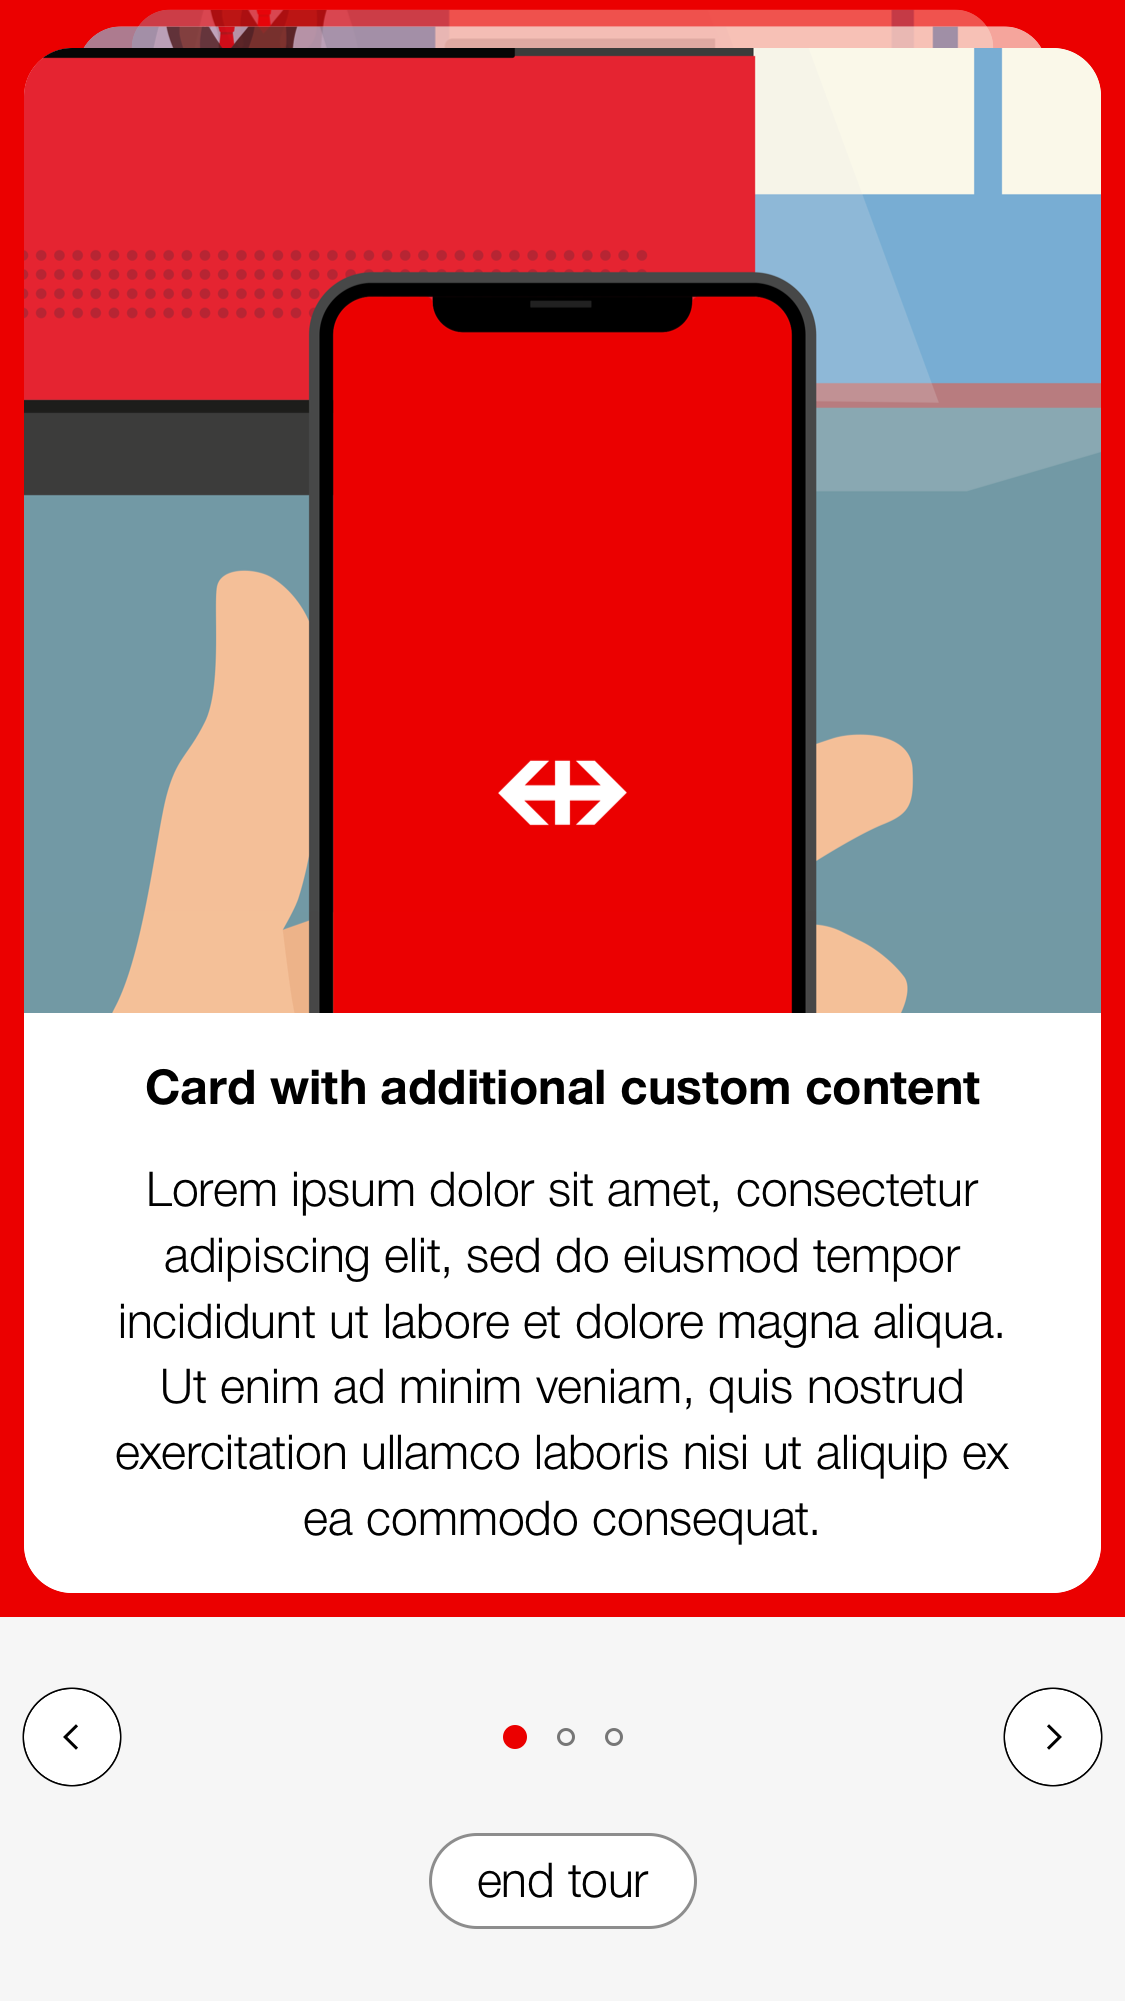 Card with additional custom content
Lorem ipsum dolor sit amet, consectetur
adipiscing elit, sed do eiusmod tempor
incididunt ut labore et dolore magna aliqua.
Ut enim ad minim veniam, quis nostrud
exercitation ullamco laboris nisi ut aliquip ex
ea commodo consequat.
end tour